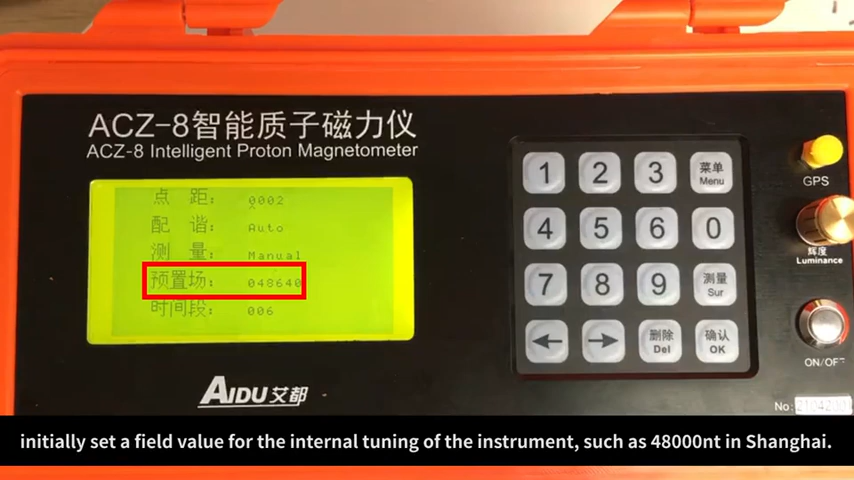 ACZ-8智能质子磁力仪
ACZ-8 Intelligent Proton Magnetometer
点 距: 0002
配 谐: Auto
测 量: Manual
预置场: 048640
时间段: 006
AIDU艾都
1 2 3 菜单 Menu
4 5 6 0
7 8 9 测量 Sur
← → 删除 Del 确认 OK
GPS
辉度
Luminance
ON/OFF
No:
initially set a field value for the internal tuning of the instrument, such as 48000nt in Shanghai.